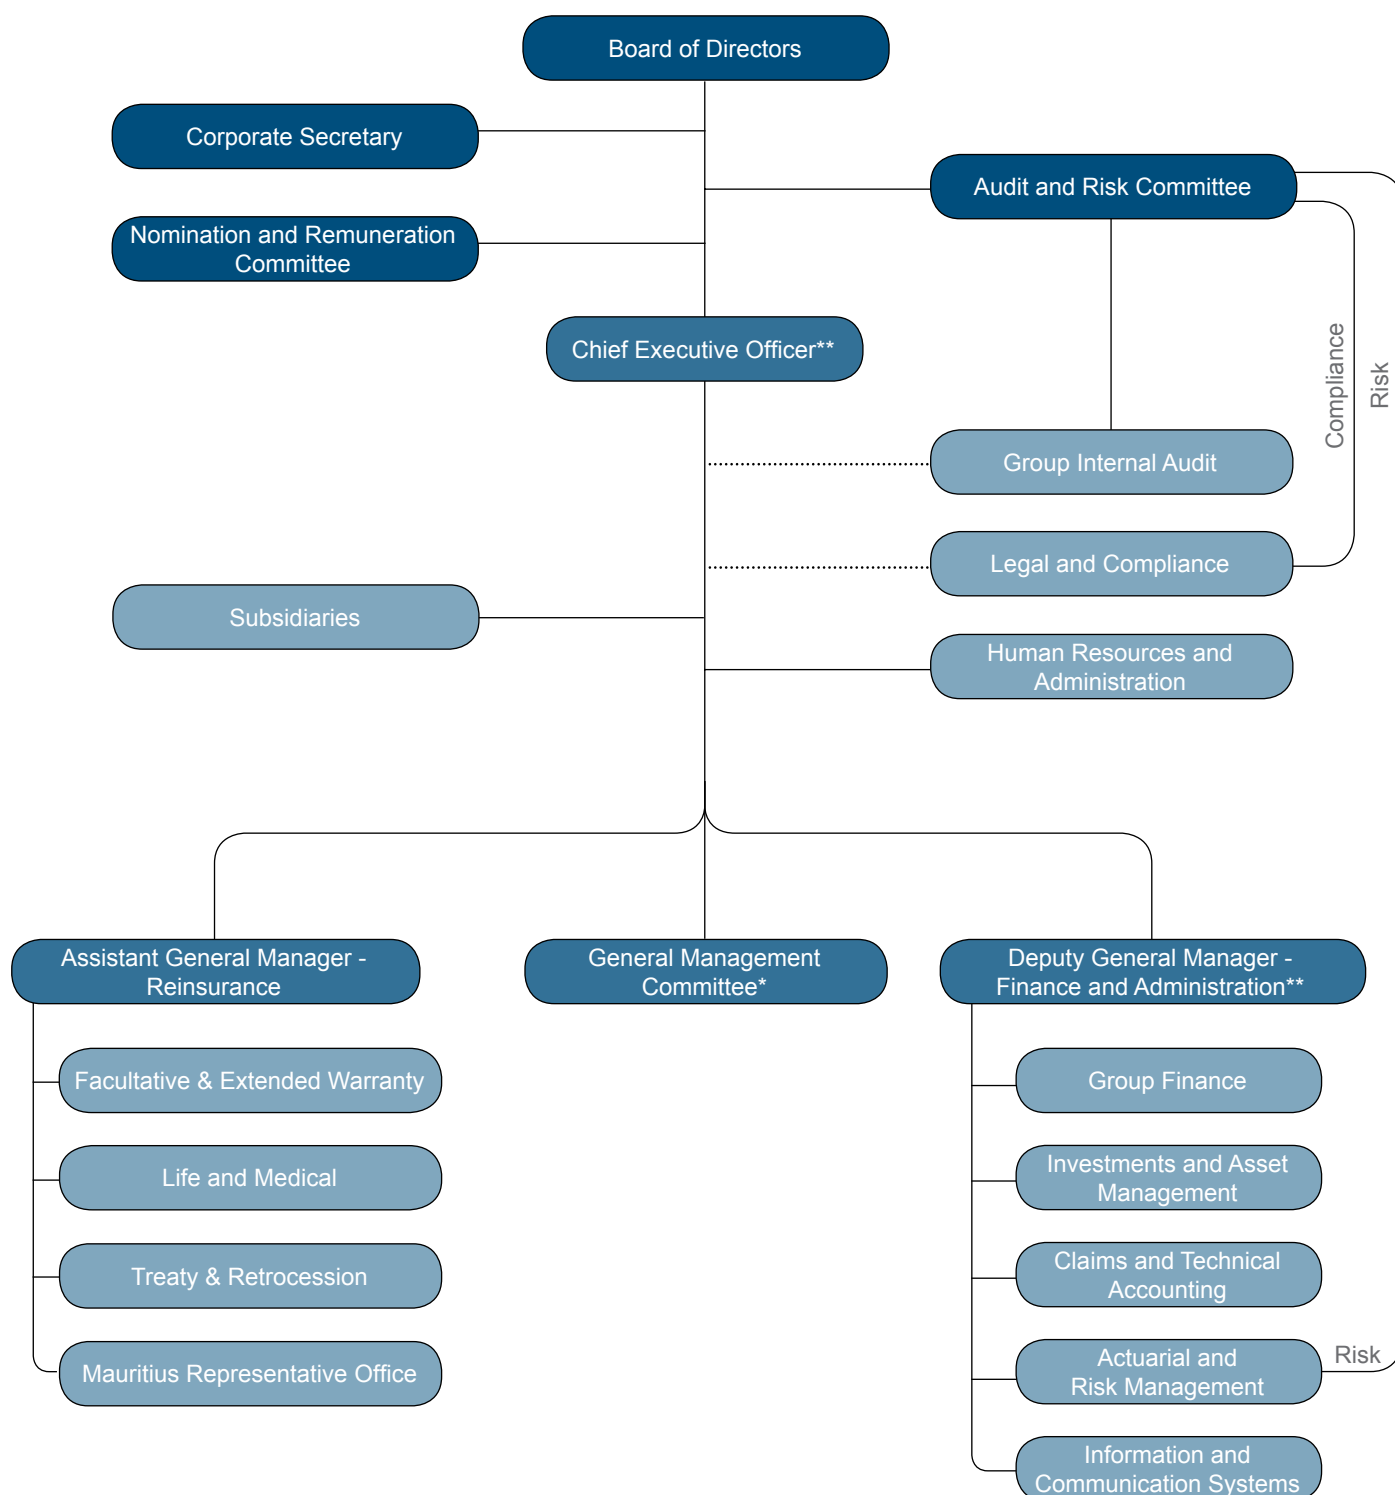 Board of Directors
Corporate Secretary
Audit and Risk Committee
Nomination and Remuneration
Committee
Chief Executive Officer**
Compliance
Risk
Group Internal Audit
Legal and Compliance
Subsidiaries
Human Resources and
Administration
Assistant General Manager -
Reinsurance
General Management
Committee*
Deputy General Manager -
Finance and Administration**
Facultative & Extended Warranty
Life and Medical
Treaty & Retrocession
Mauritius Representative Office
Group Finance
Investments and Asset
Management
Claims and Technical
Accounting
Actuarial and
Risk Management
Risk
Information and
Communication Systems